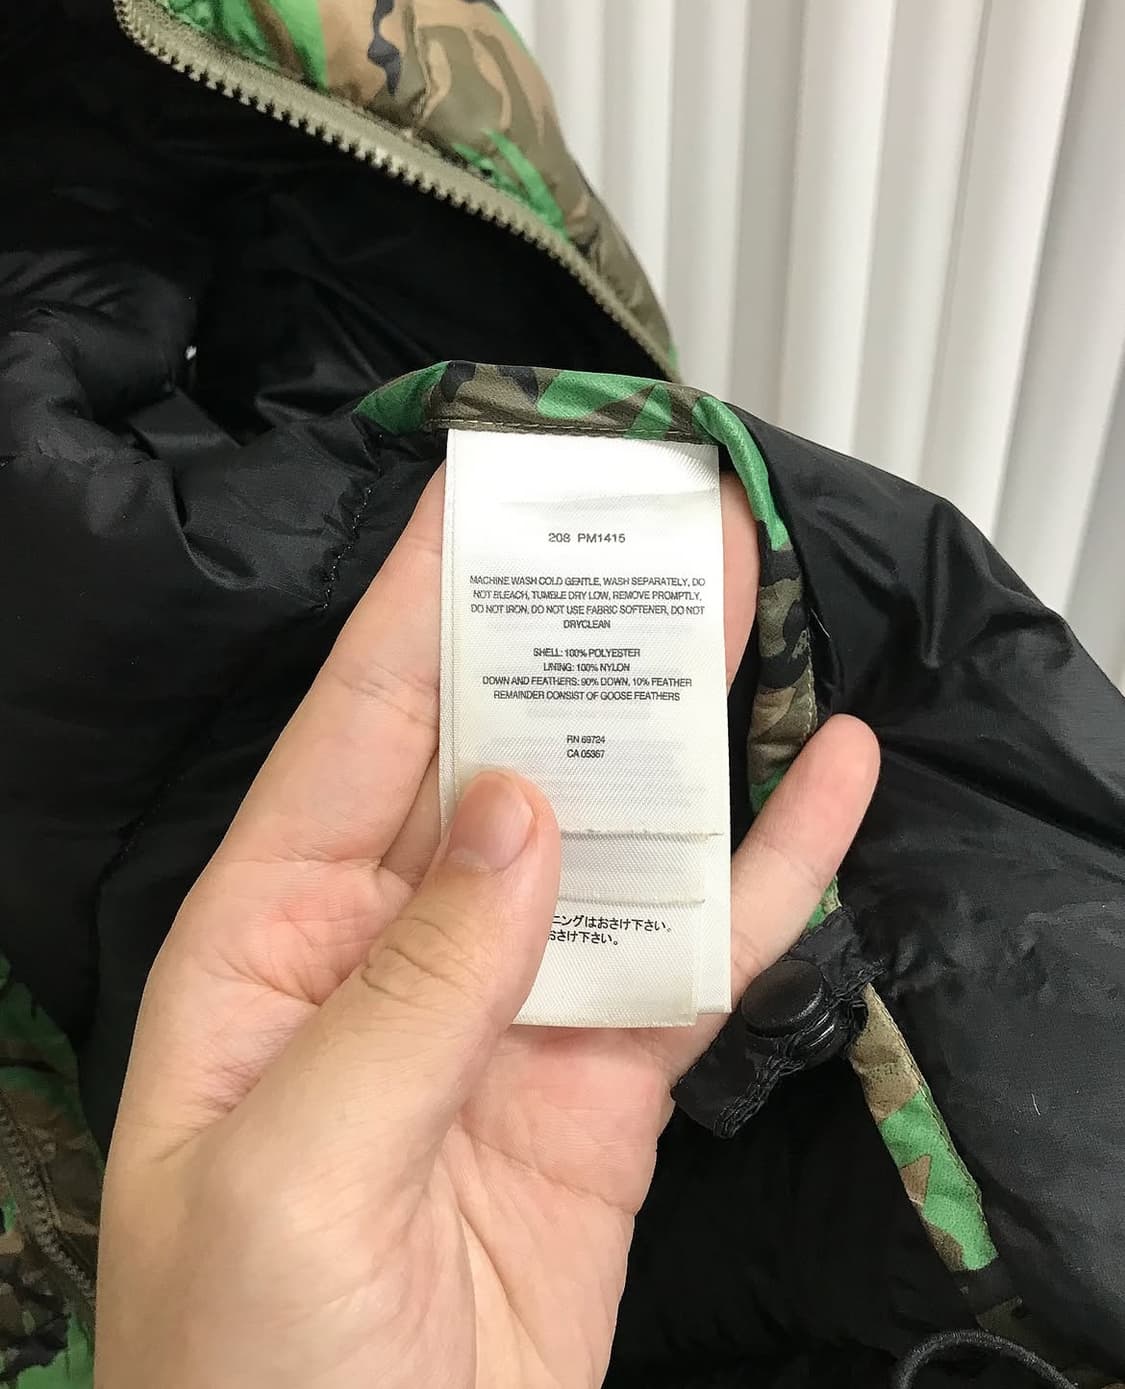 208 PM1415
MACHINE WASH COLD GENTLE, WASH SEPARATELY, DO
NOT BLEACH, TUMBLE DRY LOW, REMOVE PROMPTLY,
DO NOT IRON, DO NOT USE FABRIC SOFTENER, DO NOT
DRYCLEAN
SHELL: 100% POLYESTER
LINING: 100% NYLON
DOWN AND FEATHERS: 90% DOWN, 10% FEATHER
REMAINDER CONSIST OF GOOSE FEATHERS
RN 69724
CA 05367
ニングはおさけ下さい。
おさけ下さい。